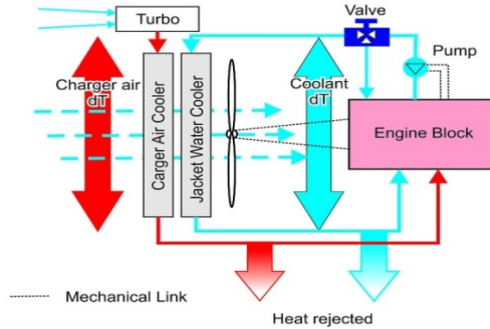 Turbo
Valve
Pump
Charger air
dT
Coolant
dT
Carger Air Cooler
Jacket Water Cooler
Engine Block
Mechanical Link
Heat rejected